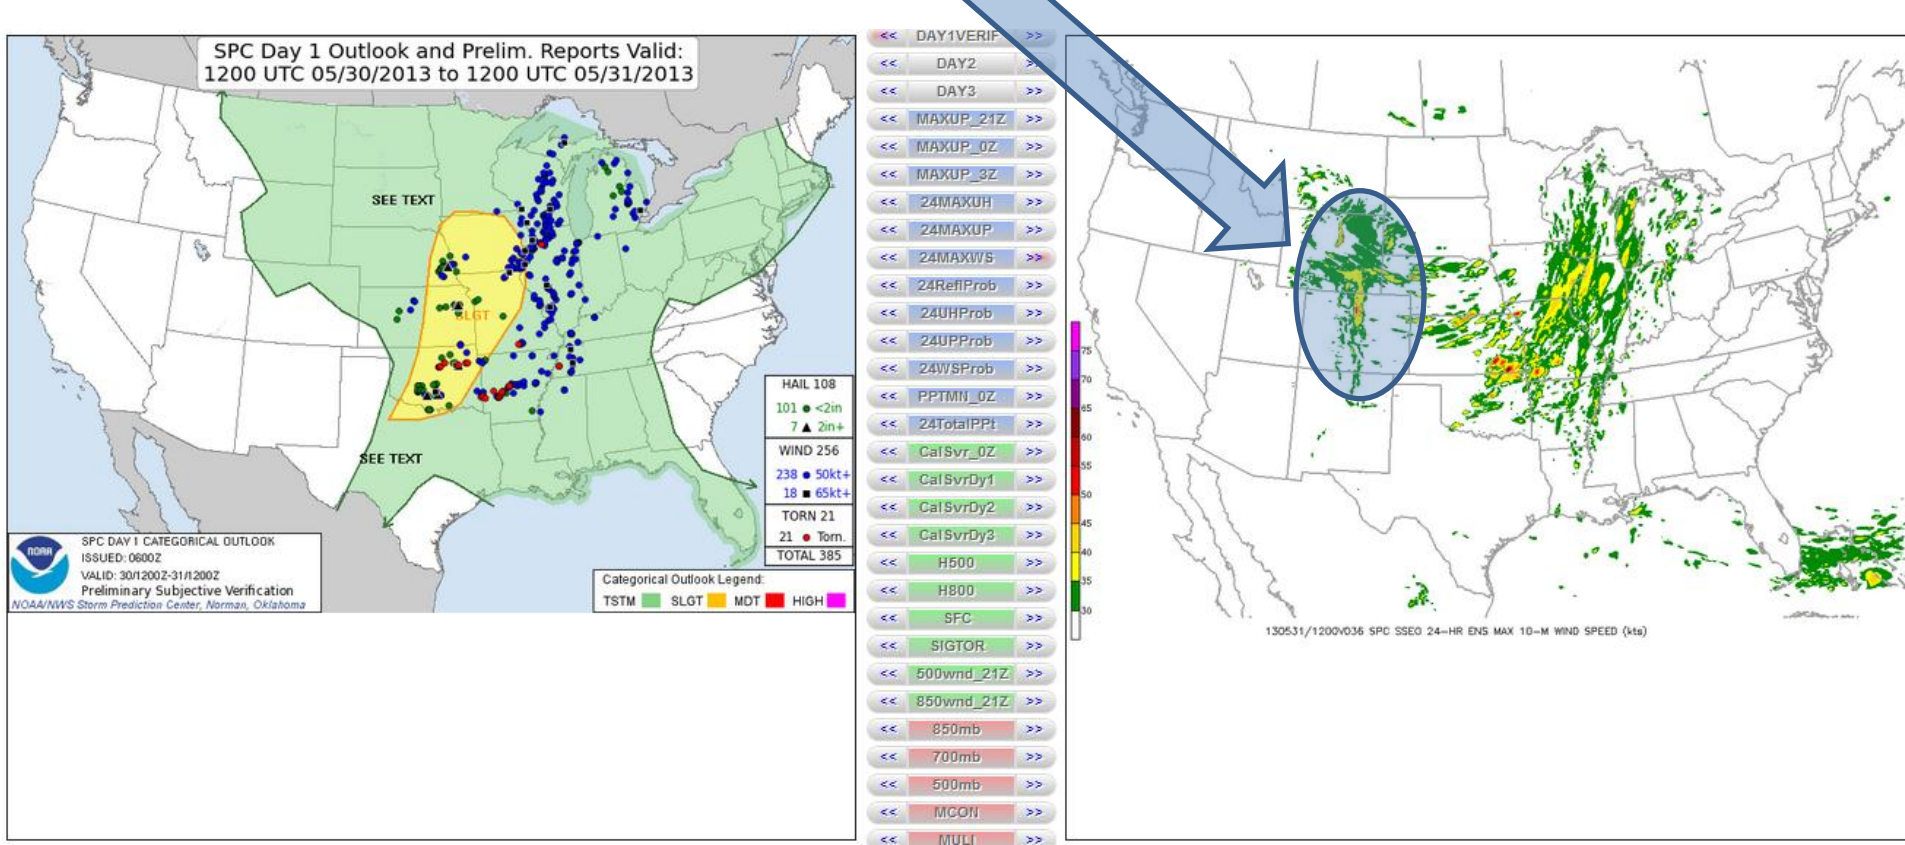 SPC Day 1 Outlook and Prelim. Reports Valid:
1200 UTC 05/30/2013 to 1200 UTC 05/31/2013
SEE TEXT
SLGT
SEE TEXT
HAIL 108
101 <2in
7 2in+
WIND 256
238 50kt+
18 65kt+
TORN 21
21 Torn.
TOTAL 385
NOAA
SPC DAY 1 CATEGORICAL OUTLOOK
ISSUED: 0600Z
VALID: 30/1200Z-31/1200Z
Preliminary Subjective Verification
NOAA/NWS Storm Prediction Center, Norman, Oklahoma
Categorical Outlook Legend:
TSTM SLGT MDT HIGH
<< DAY1VERIF >>
<< DAY2 >>
<< DAY3 >>
<< MAXUP_21Z >>
<< MAXUP_0Z >>
<< MAXUP_3Z >>
<< 24MAXUH >>
<< 24MAXUP >>
<< 24MAXWS >>
<< 24ReflProb >>
<< 24UHProb >>
<< 24UPProb >>
<< 24WSProb >>
<< PPTMN_0Z >>
<< 24TotalPPt >>
<< CalSvr_0Z >>
<< CalSvrDy1 >>
<< CalSvrDy2 >>
<< CalSvrDy3 >>
<< H500 >>
<< H800 >>
<< SFC >>
<< SIGTOR >>
<< 500wnd_21Z >>
<< 850wnd_21Z >>
<< 850mb >>
<< 700mb >>
<< 500mb >>
<< MCON >>
<< MULI >>
75
70
65
60
55
50
45
40
35
30
130531/1200V036 SPC SSEO 24-HR ENS MAX 10-M WIND SPEED (kts)